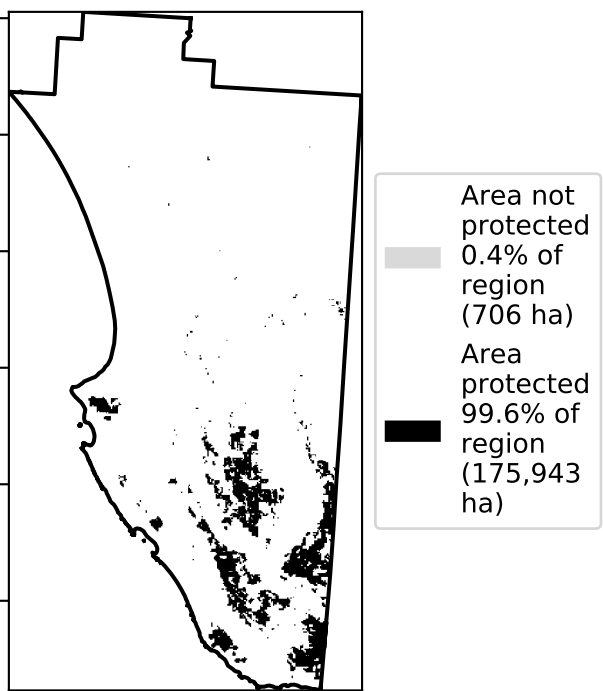 Area not
protected
0.4% of
region
(706 ha)
Area
protected
99.6% of
region
(175,943
ha)